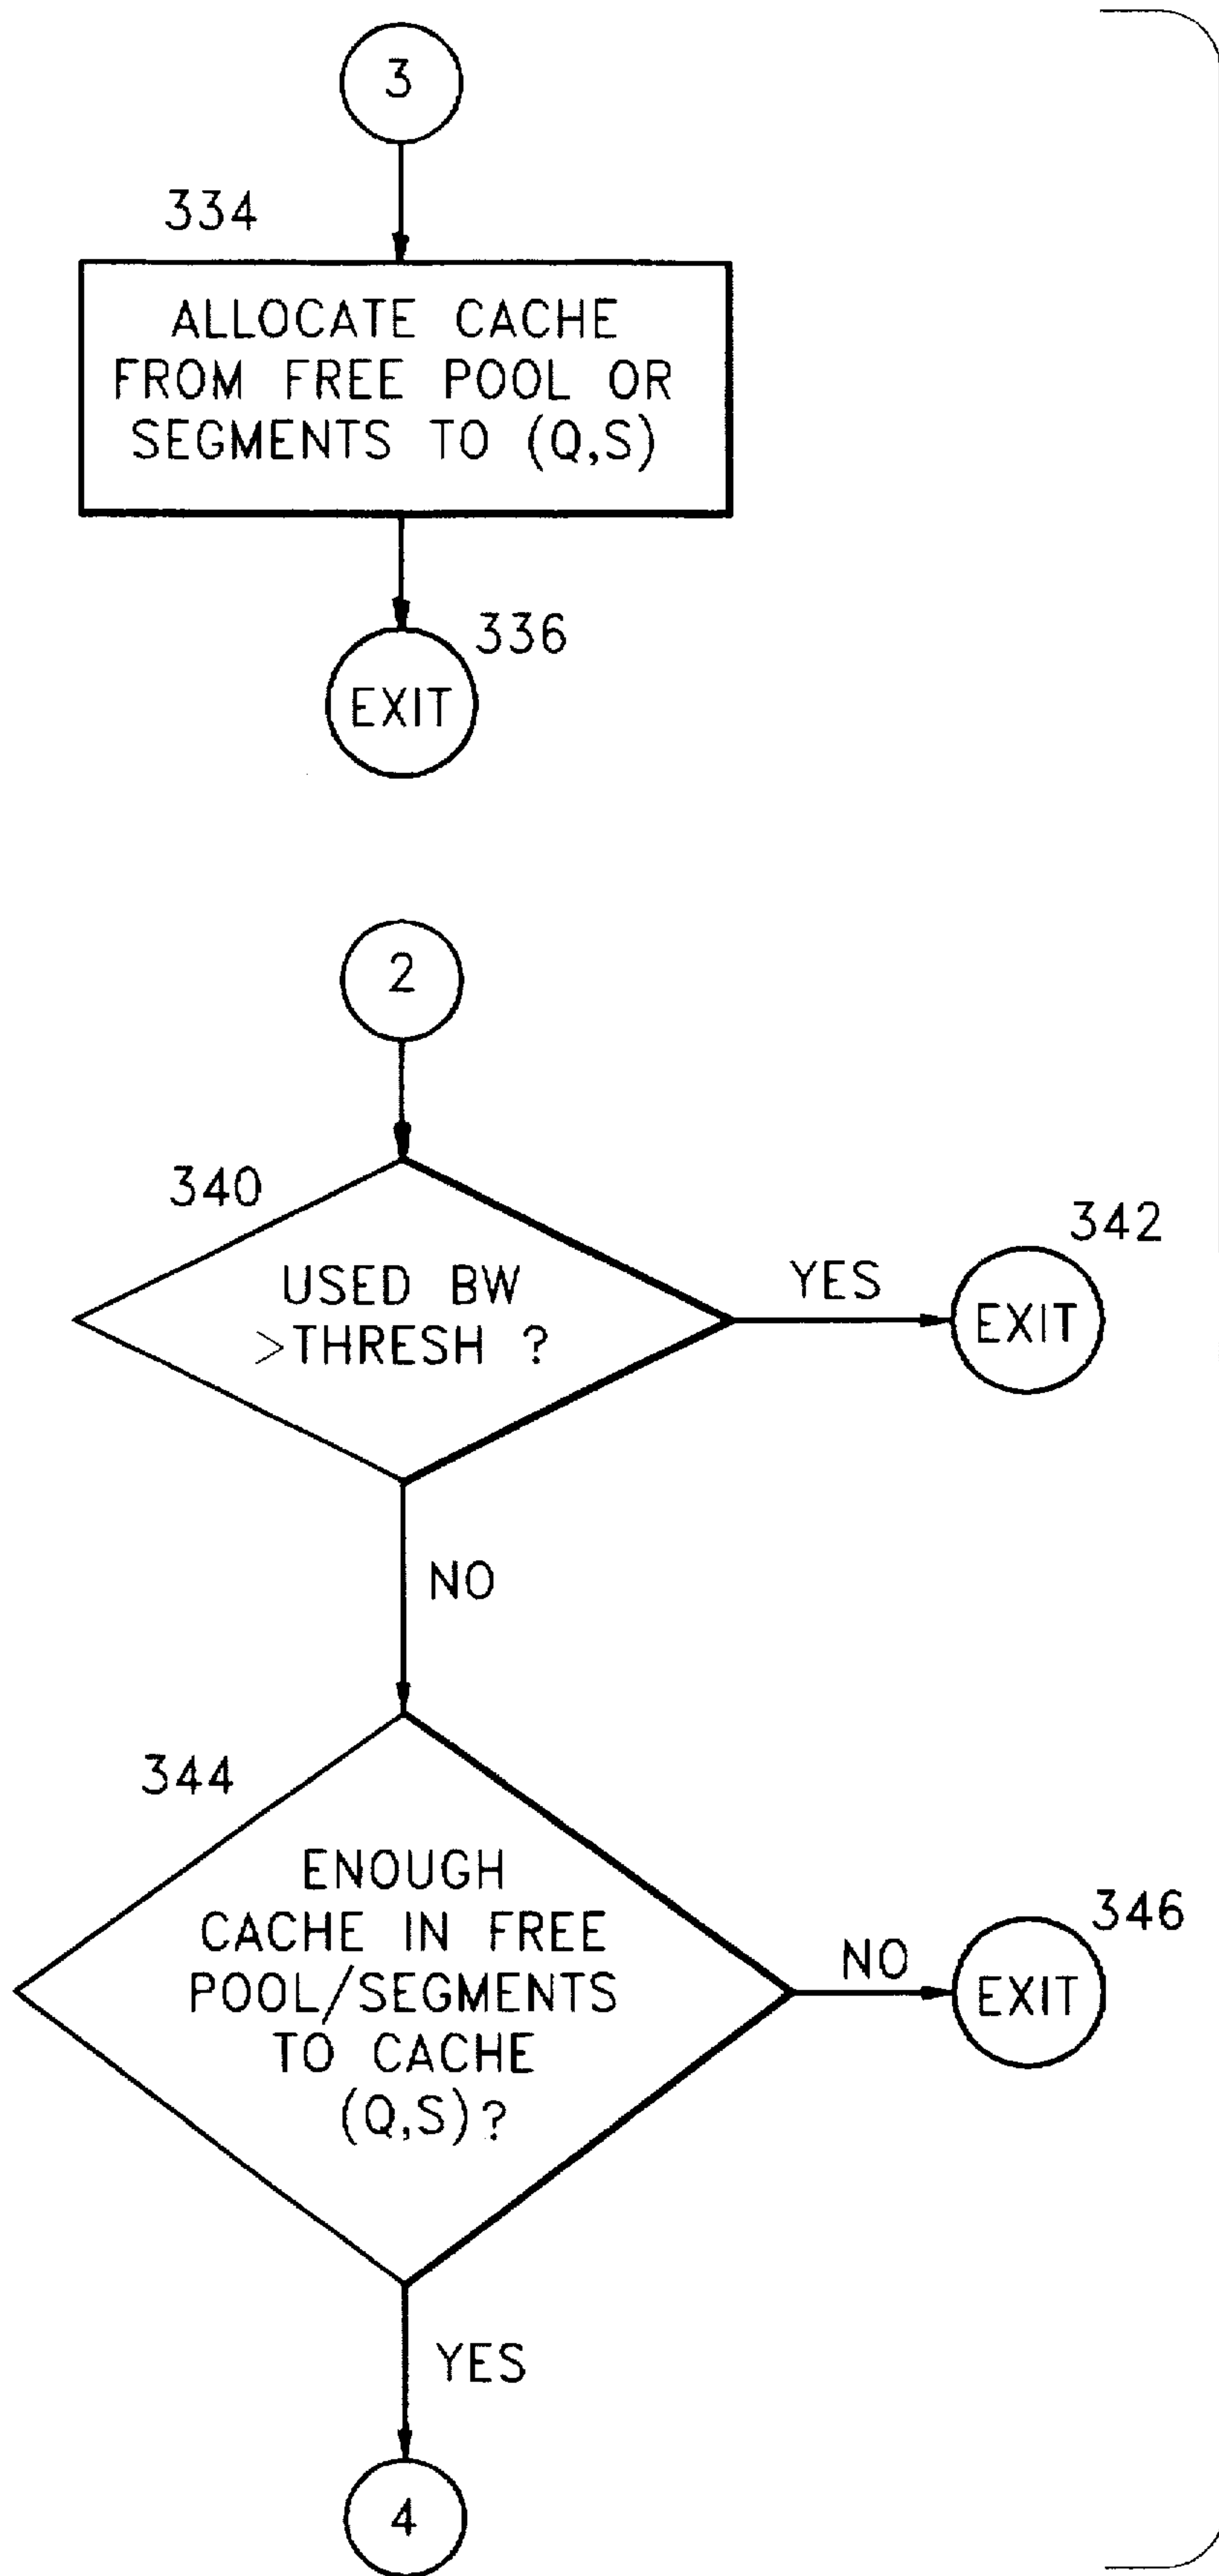 3
334
ALLOCATE CACHE
FROM FREE POOL OR
SEGMENTS TO (Q,S)
336
EXIT
2
340
USED BW
>THRESH ?
YES
342
EXIT
NO
344
ENOUGH
CACHE IN FREE
POOL/SEGMENTS
TO CACHE
(Q,S)?
NO
346
EXIT
YES
4